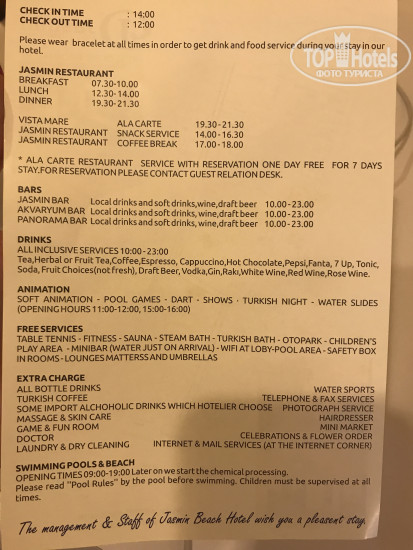 CHECK IN TIME : 14:00
CHECK OUT TIME : 12:00
Please wear bracelet at all times in order to get drink and food service during your stay in our
hotel.
TOP Hotels
ФОТО ТУРИСТА
JASMIN RESTAURANT
BREAKFAST 07.30-10.00
LUNCH 12.30-14.00
DINNER 19.30-21.30
VISTA MARE ALA CARTE 19.30-21.30
JASMIN RESTAURANT SNACK SERVICE 14.00-16.30
JASMIN RESTAURANT COFFEE BREAK 17.00-18.00
* ALA CARTE RESTAURANT SERVICE WITH RESERVATION ONE DAY FREE FOR 7 DAYS
STAY.FOR RESERVATION PLEASE CONTACT GUEST RELATION DESK.
BARS
JASMIN BAR Local drinks and soft drinks,wine,draft beer 10.00-23.00
AKVARYUM BAR Local drinks and soft drinks,wine,draft beer 10.00-23.00
PANORAMA BAR Local drinks and soft drinks,wine,draft beer 10.00-23.00
DRINKS
ALL INCLUSIVE SERVICES 10:00-23:00
Tea,Herbal or Fruit Tea,Coffee,Espresso, Cappuccino,Hot Chocolate,Pepsi,Fanta, 7 Up, Tonic,
Soda, Fruit Choices(not fresh), Draft Beer, Vodka,Gin,Rakı,White Wine,Red Wine,Rose Wine.
ANIMATION
SOFT ANIMATION - POOL GAMES - DART - SHOWS - TURKISH NIGHT - WATER SLIDES
(OPENING HOURS 11:00-12:00, 15:00-16:00)
FREE SERVICES
TABLE TENNIS - FITNESS - SAUNA - STEAM BATH - TURKISH BATH - OTOPARK - CHILDREN'S
PLAY AREA - MINIBAR (WATER JUST ON ARRIVAL) - WIFI AT LOBY-POOL AREA - SAFETY BOX
IN ROOMS - LOUNGES MATTERSS AND UMBRELLAS
EXTRA CHARGE
ALL BOTTLE DRINKS WATER SPORTS
TURKISH COFFEE TELEPHONE & FAX SERVICES
SOME IMPORT ALCHOHOLIC DRINKS WHICH HOTELIER CHOOSE PHOTOGRAPH SERVICE
MASSAGE & SKIN CARE HAIRDRESSER
GAME & FUN ROOM MINI MARKET
DOCTOR CELEBRATIONS & FLOWER ORDER
LAUNDRY & DRY CLEANING INTERNET & MAIL SERVICES (AT THE INTERNET CORNER)
SWIMMING POOLS & BEACH
OPENING TIMES 09:00-19:00 Later on we start the chemical processing.
Please read "Pool Rules" by the pool before swimming. Children must be supervised at all
times.
The management & Staff of Jasmin Beach Hotel wish you a pleasent stay.